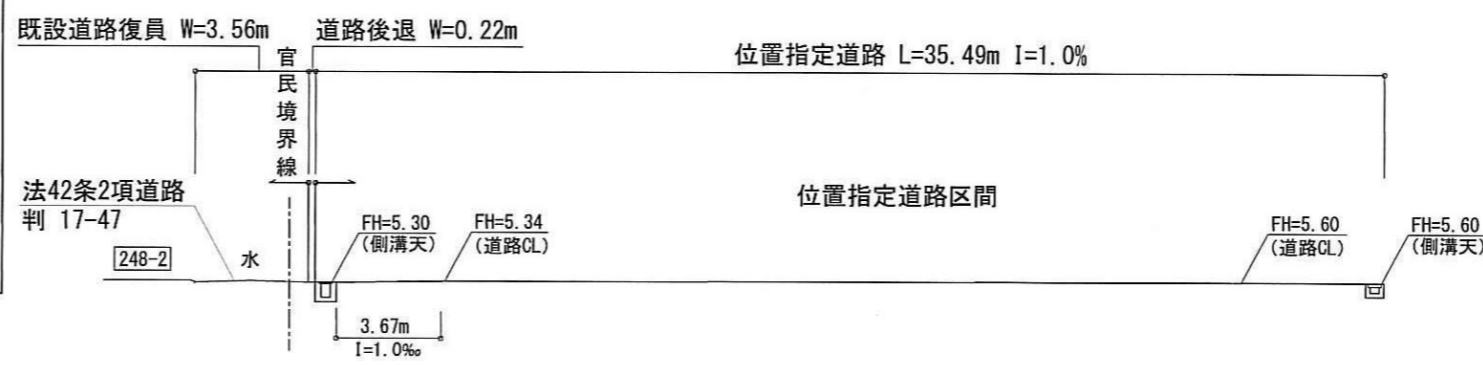 既設道路復員 W=3.56m
道路後退 W=0.22m
官民境界線
位置指定道路 L=35.49m I=1.0%
法42条2項道路
判 17-47
位置指定道路区間
248-2
水
FH=5.30
(側溝天)
FH=5.34
(道路CL)
FH=5.60
(道路CL)
FH=5.60
(側溝天)
3.67m
I=1.0‰